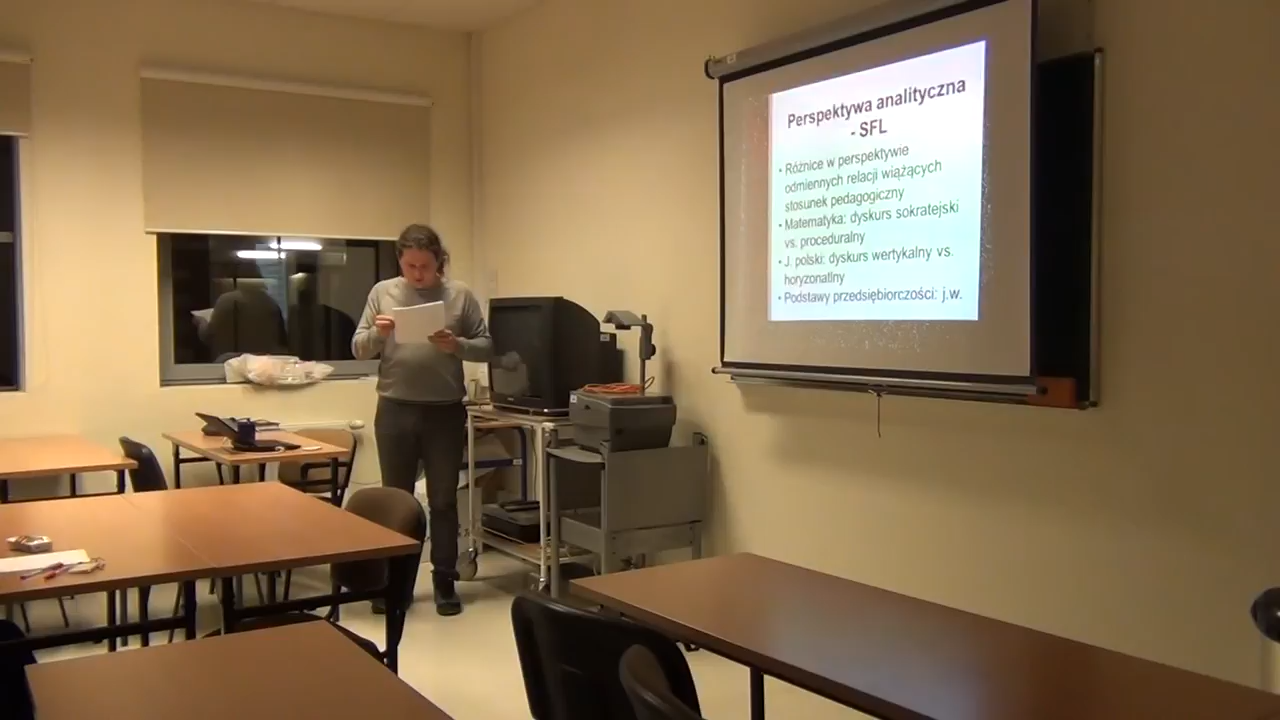 Perspektywa analityczna
- SFL
• Różnice w perspektywie
odmiennych relacji wiążących
stosunek pedagogiczny
• Matematyka: dyskurs sokratejski
vs. proceduralny
• J. polski: dyskurs wertykalny vs.
horyzonatlny
• Podstawy przedsiębiorczości: j.w.